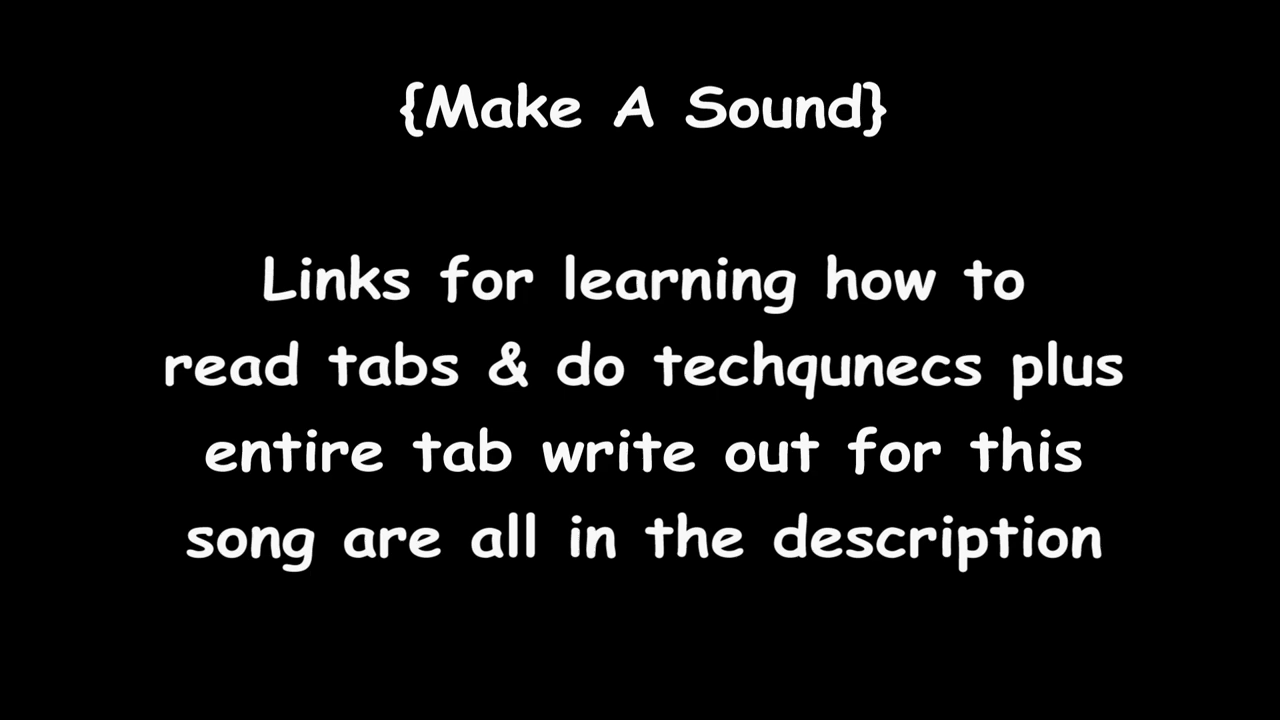 {Make A Sound}
Links for learning how to
read tabs & do techqunecs plus
entire tab write out for this
song are all in the description